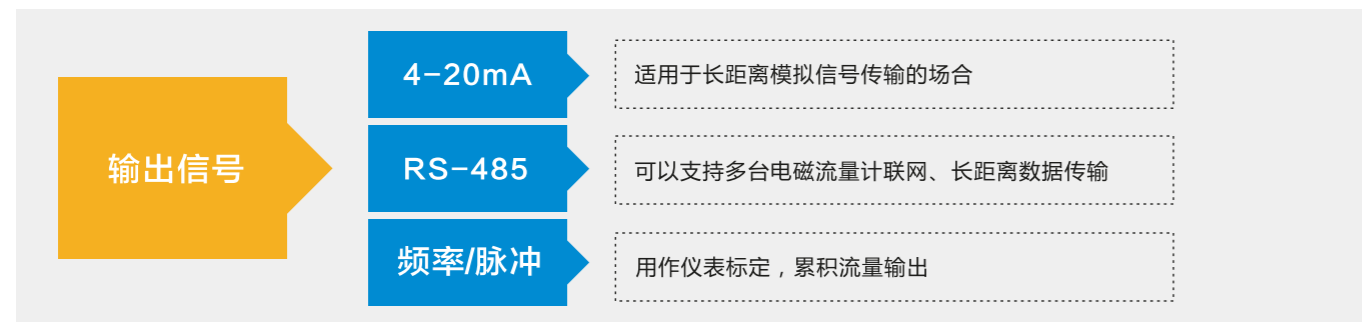 输出信号
4-20mA
适用于长距离模拟信号传输的场合
RS-485
可以支持多台电磁流量计联网、长距离数据传输
频率/脉冲
用作仪表标定，累积流量输出